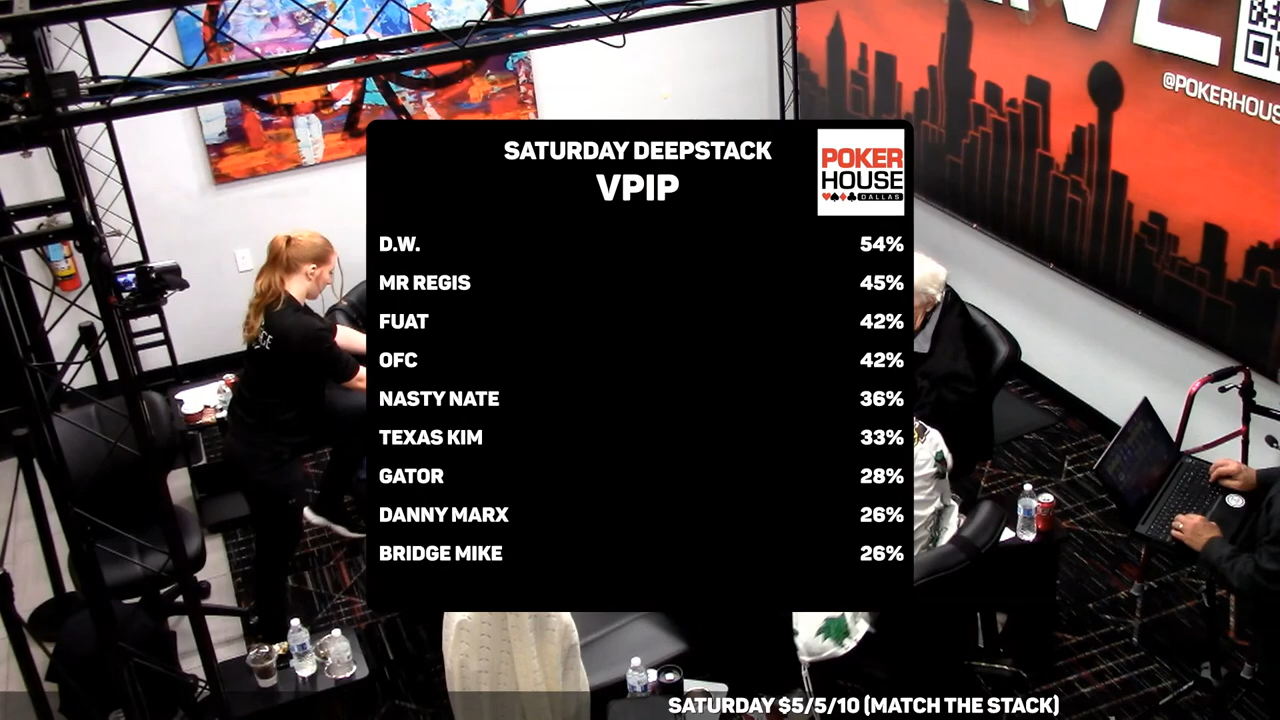 LIVE
@POKERHOUS
SATURDAY DEEPSTACK
VPIP
POKER
HOUSE
DALLAS
D.W. 54%
MR REGIS 45%
FUAT 42%
OFC 42%
NASTY NATE 36%
TEXAS KIM 33%
GATOR 28%
DANNY MARX 26%
BRIDGE MIKE 26%
SATURDAY $5/5/10 (MATCH THE STACK)